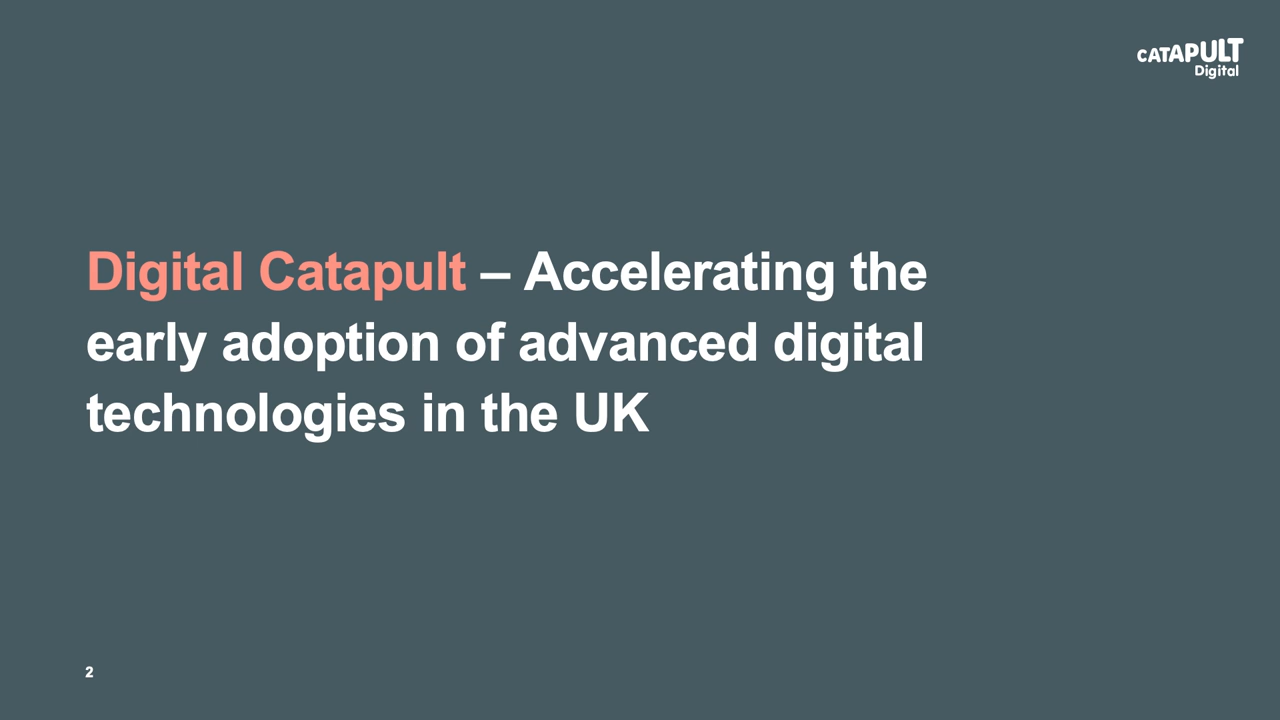 CATAPULT
Digital
Digital Catapult – Accelerating the
early adoption of advanced digital
technologies in the UK
2